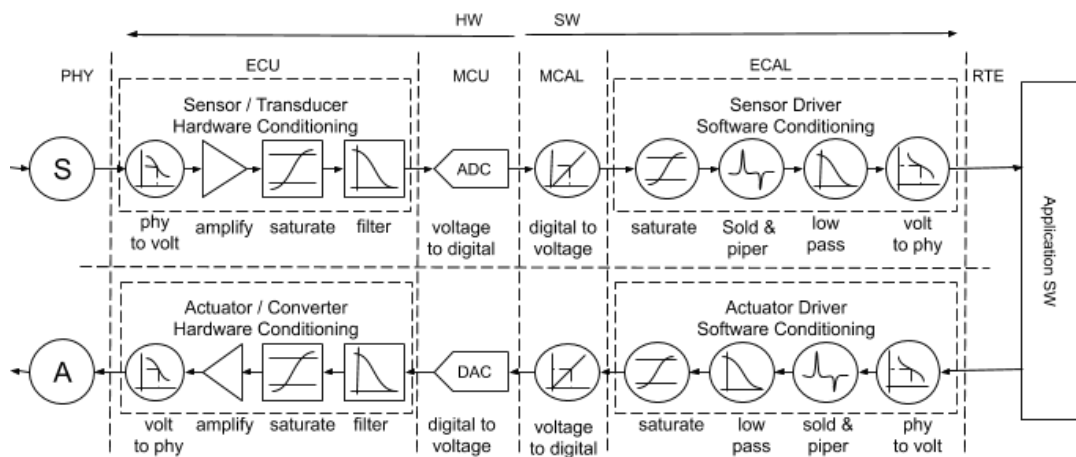 HW SW
PHY ECU MCU MCAL ECAL RTE
Sensor / Transducer
Hardware Conditioning
Sensor Driver
Software Conditioning
S ADC
phy
to volt
amplify saturate filter
voltage
to digital
digital to
voltage
saturate
Sold &
piper
low
pass
volt
to phy
Application SW
Actuator / Converter
Hardware Conditioning
Actuator Driver
Software Conditioning
A DAC
volt
to phy
amplify saturate filter
digital to
voltage
voltage
to digital
saturate
low
pass
sold &
piper
phy
to volt